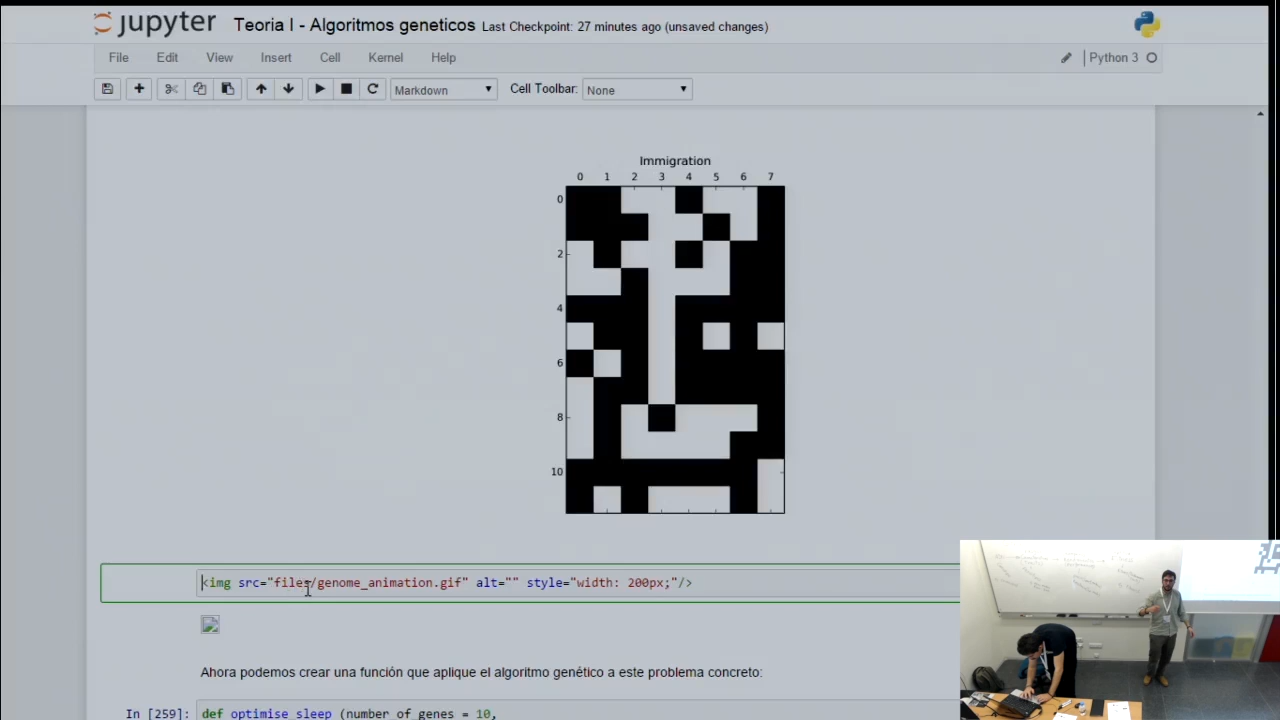 jupyter Teoria I - Algoritmos geneticos Last Checkpoint: 27 minutes ago (unsaved changes)
File Edit View Insert Cell Kernel Help Python 3
Markdown Cell Toolbar: None
Immigration
0 1 2 3 4 5 6 7
0
2
4
6
8
10
<img src="files/genome_animation.gif" alt="" style="width: 200px;"/>
Ahora podemos crear una función que aplique el algoritmo genético a este problema concreto:
In [259]: def optimise_sleep (number_of_genes = 10,